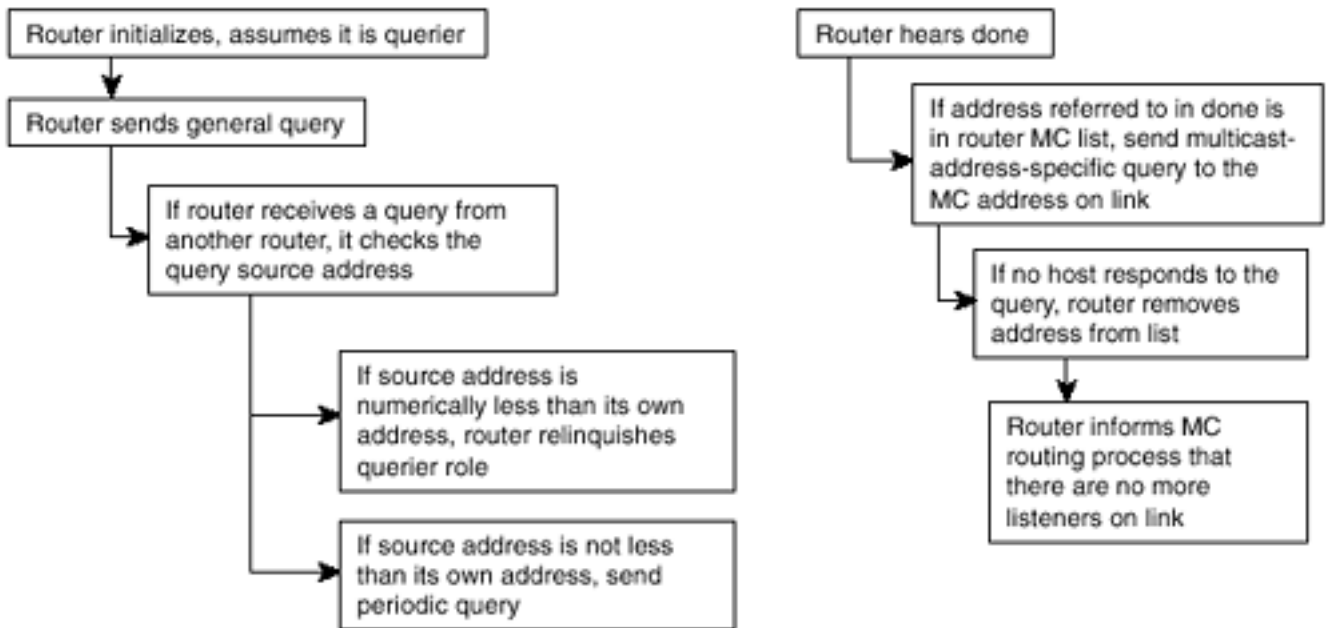 Router initializes, assumes it is querier
Router sends general query
If router receives a query from
another router, it checks the
query source address
If source address is
numerically less than its own
address, router relinquishes
querier role
If source address is not less
than its own address, send
periodic query
Router hears done
If address referred to in done is
in router MC list, send multicast-
address-specific query to the
MC address on link
If no host responds to the
query, router removes
address from list
Router informs MC
routing process that
there are no more
listeners on link